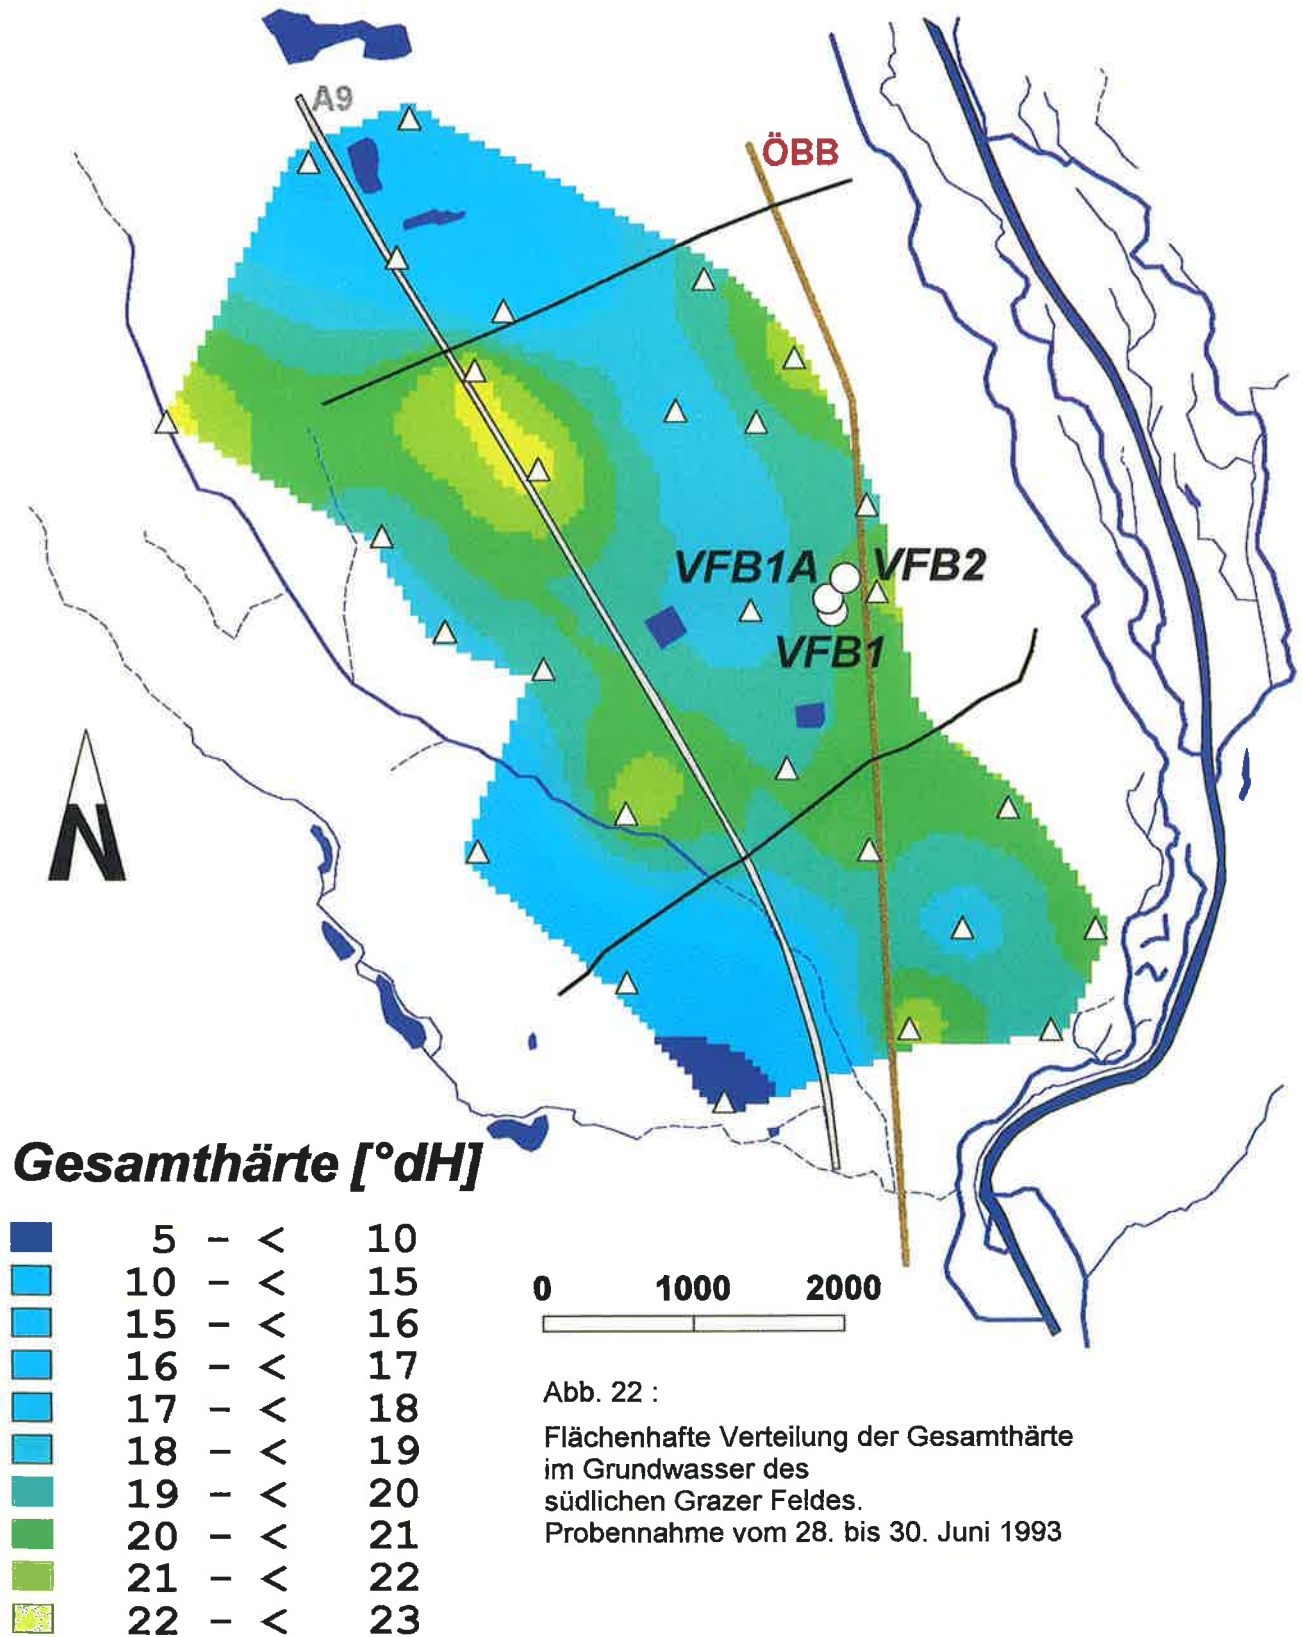 A9
ÖBB
VFB1A
VFB2
VFB1
N
Gesamthärte [°dH]
5 - < 10
10 - < 15
15 - < 16
16 - < 17
17 - < 18
18 - < 19
19 - < 20
20 - < 21
21 - < 22
22 - < 23
0 1000 2000
Abb. 22 :
Flächenhafte Verteilung der Gesamthärte
im Grundwasser des
südlichen Grazer Feldes.
Probennahme vom 28. bis 30. Juni 1993